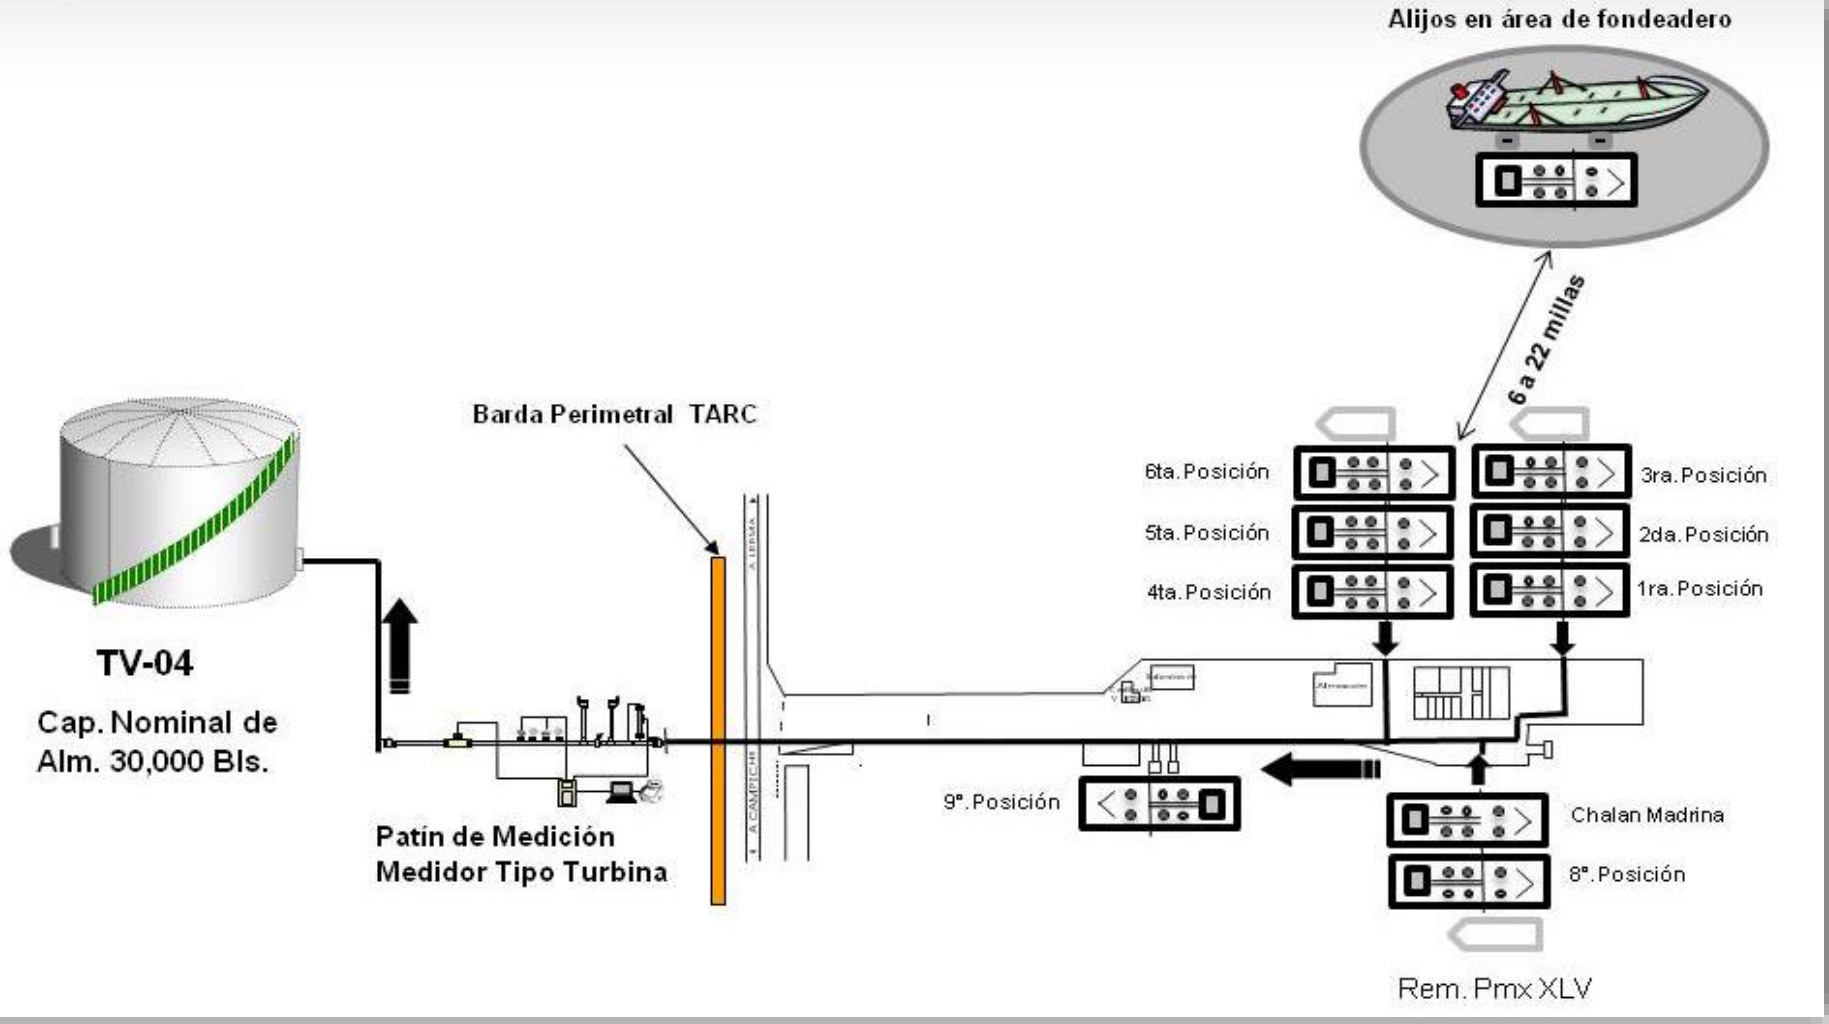 Alijos en área de fondeadero
6 a 22 millas
Barda Perimetral TARC
6ta. Posición
3ra. Posición
5ta. Posición
2da. Posición
4ta. Posición
1ra. Posición
A LERMA
TV-04
Cap. Nominal de
Alm. 30,000 Bls.
A CAMPECHE
Patín de Medición
Medidor Tipo Turbina
9ª. Posición
Chalan Madrina
8ª. Posición
Rem. Pmx XLV